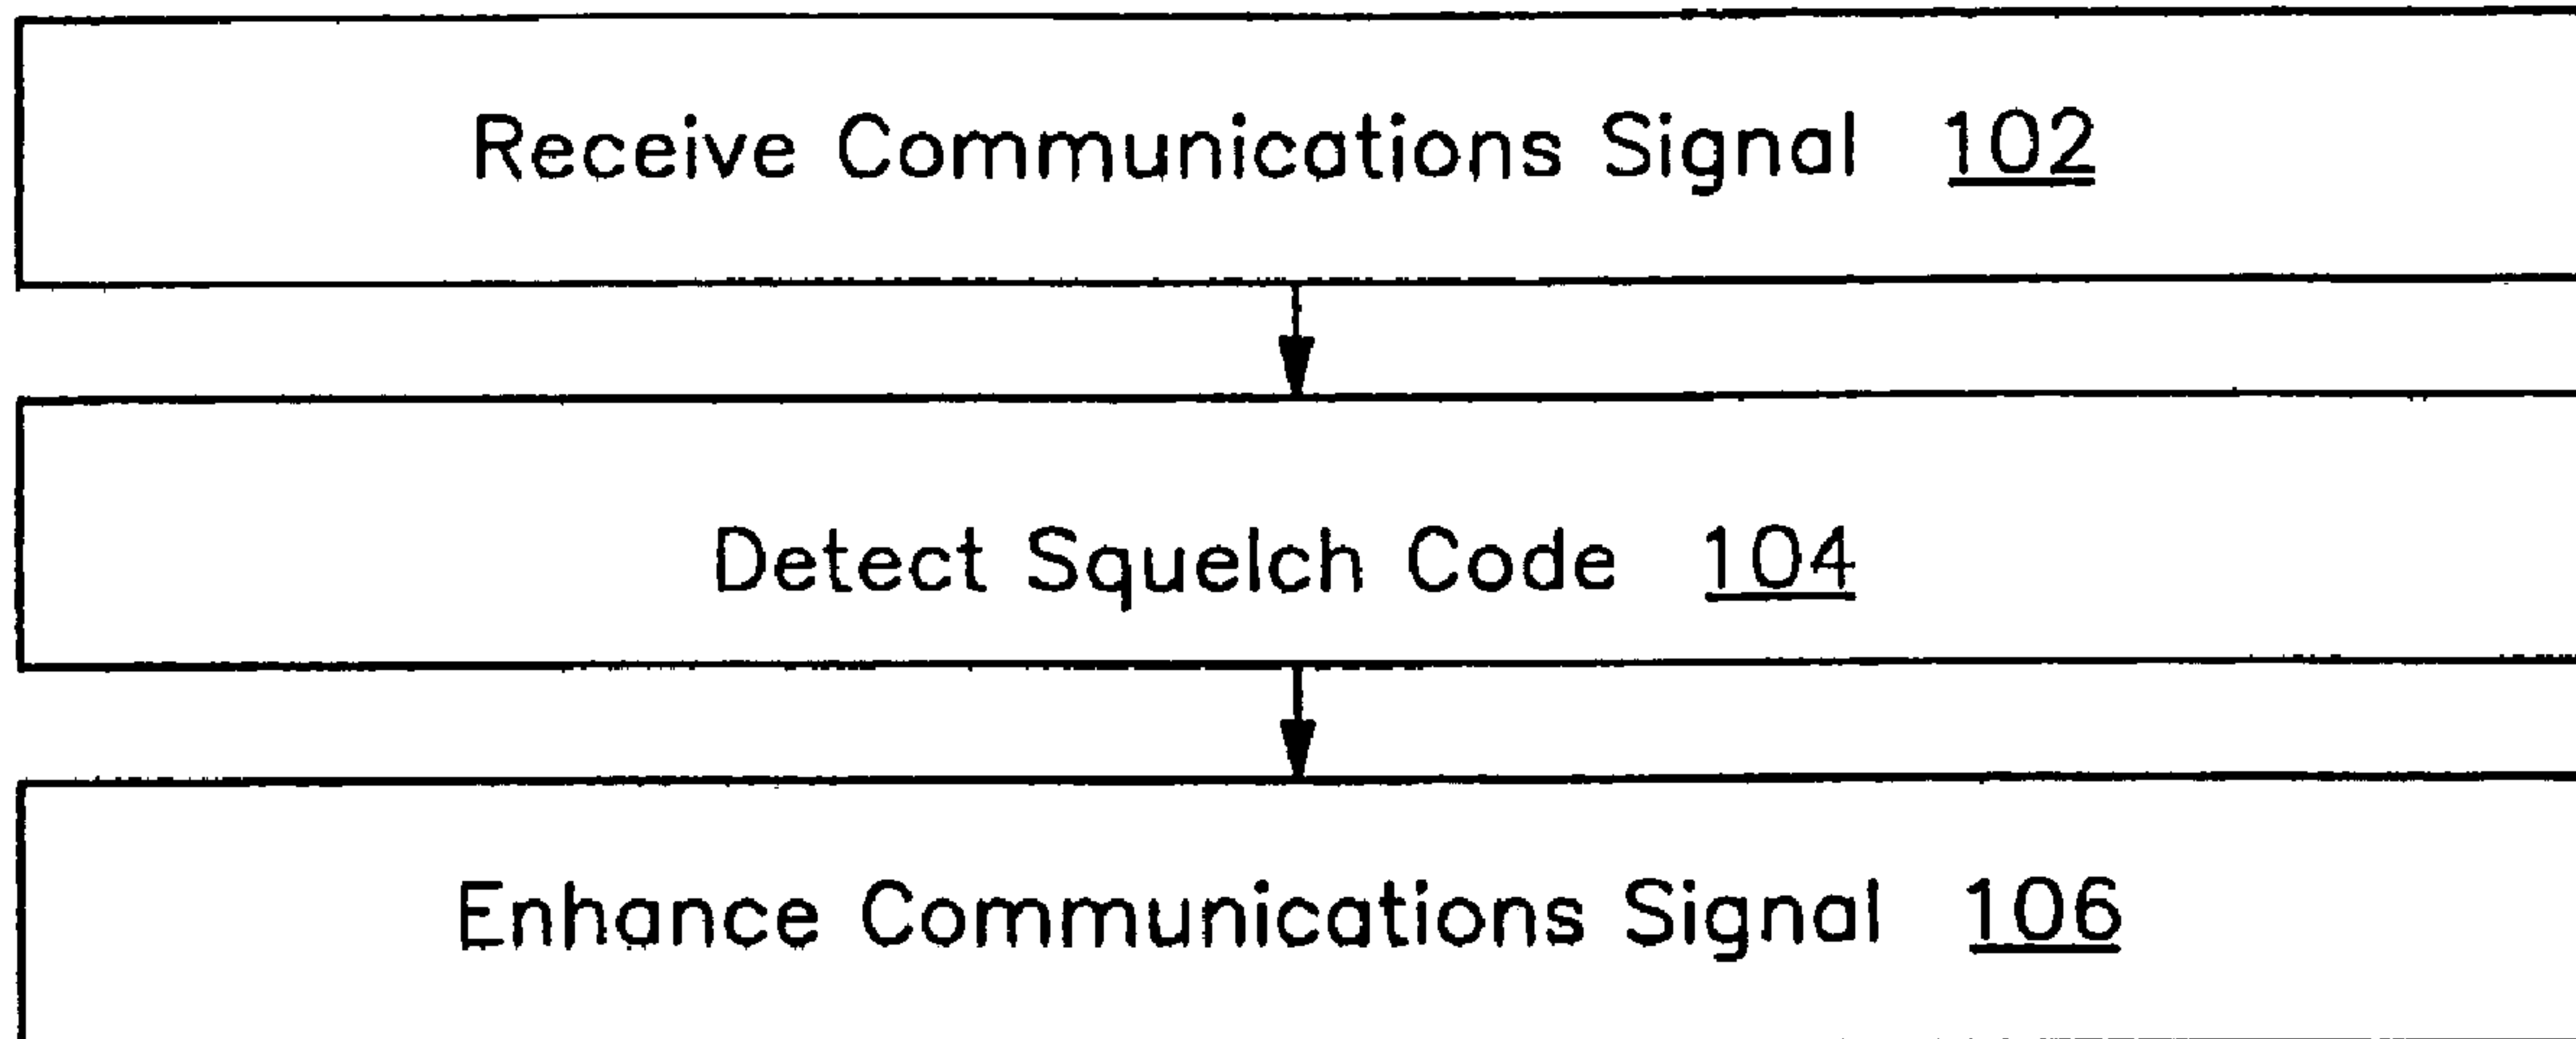 Receive Communications Signal 102
Detect Squelch Code 104
Enhance Communications Signal 106